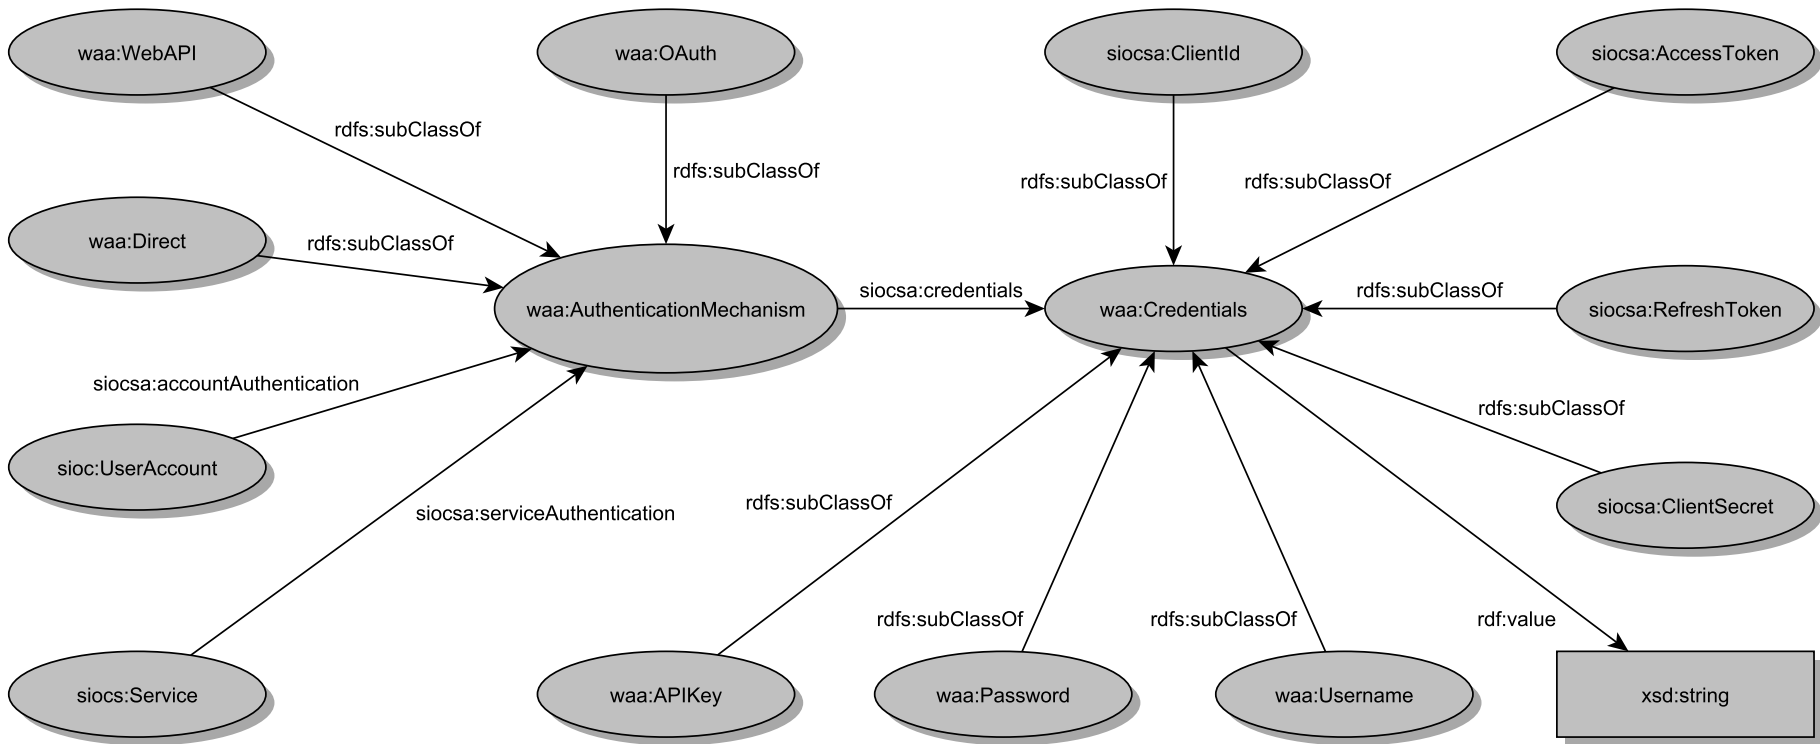 waa:WebAPI
waa:OAuth
siocsa:ClientId
siocsa:AccessToken
rdfs:subClassOf
rdfs:subClassOf
rdfs:subClassOf
rdfs:subClassOf
waa:Direct
rdfs:subClassOf
waa:AuthenticationMechanism
siocsa:credentials
waa:Credentials
rdfs:subClassOf
siocsa:RefreshToken
siocsa:accountAuthentication
rdfs:subClassOf
sioc:UserAccount
siocsa:serviceAuthentication
rdfs:subClassOf
siocsa:ClientSecret
rdfs:subClassOf
rdfs:subClassOf
rdf:value
siocs:Service
waa:APIKey
waa:Password
waa:Username
xsd:string